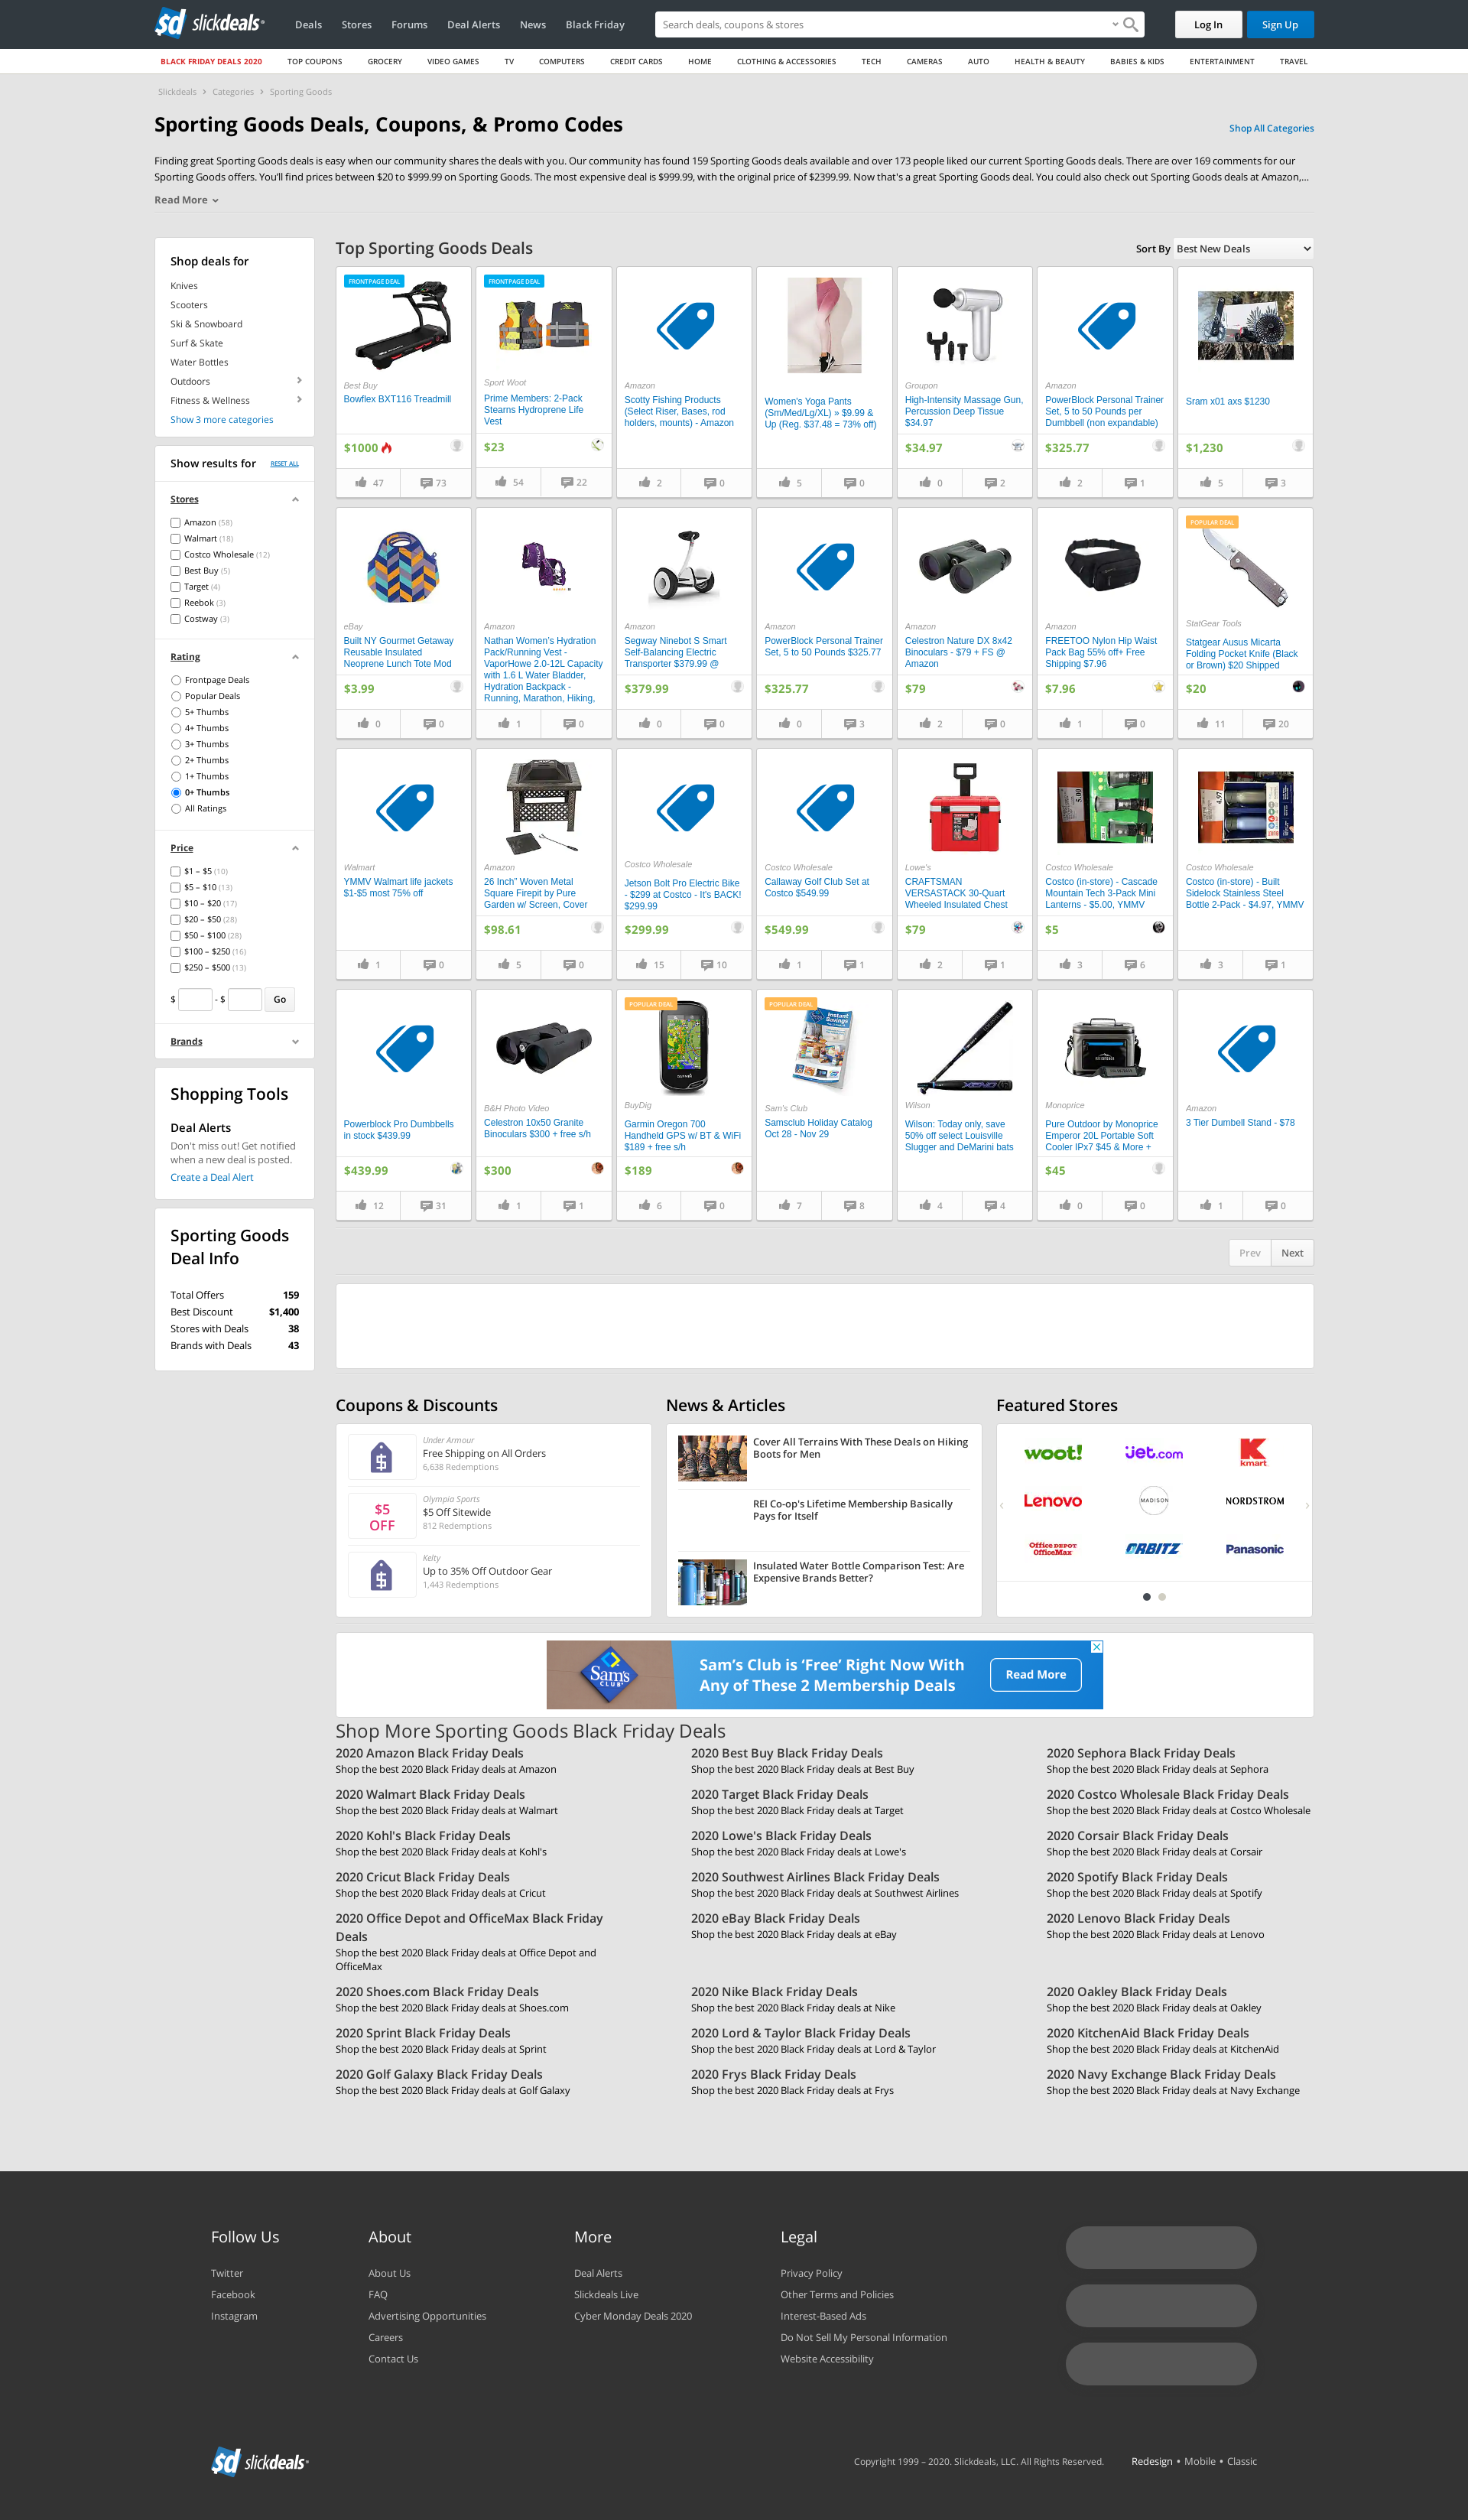 sd slickdeals
Deals
Stores
Forums
Deal Alerts
News
Black Friday
Search deals, coupons & stores
Log In
Sign Up
BLACK FRIDAY DEALS 2020
TOP COUPONS
GROCERY
VIDEO GAMES
TV
COMPUTERS
CREDIT CARDS
HOME
CLOTHING & ACCESSORIES
TECH
CAMERAS
AUTO
HEALTH & BEAUTY
BABIES & KIDS
ENTERTAINMENT
TRAVEL
Slickdeals › Categories › Sporting Goods
Sporting Goods Deals, Coupons, & Promo Codes
Shop All Categories
Finding great Sporting Goods deals is easy when our community shares the deals with you. Our community has found 159 Sporting Goods deals available and over 173 people liked our current Sporting Goods deals. There are over 169 comments for our
Sporting Goods offers. You'll find prices between $20 to $999.99 on Sporting Goods. The most expensive deal is $999.99, with the original price of $2399.99. Now that's a great Sporting Goods deal. You could also check out Sporting Goods deals at Amazon,...
Read More
Shop deals for
Knives
Scooters
Ski & Snowboard
Surf & Skate
Water Bottles
Outdoors
Fitness & Wellness
Show 3 more categories
Show results for
RESET ALL
Stores
Amazon (58)
Walmart (18)
Costco Wholesale (12)
Best Buy (5)
Target (4)
Reebok (3)
Costway (3)
Rating
Frontpage Deals
Popular Deals
5+ Thumbs
4+ Thumbs
3+ Thumbs
2+ Thumbs
1+ Thumbs
0+ Thumbs
All Ratings
Price
$1 – $5 (10)
$5 – $10 (13)
$10 – $20 (17)
$20 – $50 (28)
$50 – $100 (28)
$100 – $250 (16)
$250 – $500 (13)
$ - $ Go
Brands
Shopping Tools
Deal Alerts
Don't miss out! Get notified
when a new deal is posted.
Create a Deal Alert
Sporting Goods
Deal Info
Total Offers 159
Best Discount $1,400
Stores with Deals 38
Brands with Deals 43
Top Sporting Goods Deals
Sort By Best New Deals
FRONTPAGE DEAL
Best Buy
Bowflex BXT116 Treadmill
$1000
47 73
FRONTPAGE DEAL
Sport Woot
Prime Members: 2-Pack
Stearns Hydroprene Life
Vest
$23
54 22
Amazon
Scotty Fishing Products
(Select Riser, Bases, rod
holders, mounts) - Amazon
2 0
Women's Yoga Pants
(Sm/Med/Lg/XL) » $9.99 &
Up (Reg. $37.48 = 73% off)
5 0
Groupon
High-Intensity Massage Gun,
Percussion Deep Tissue
$34.97
$34.97
0 2
Amazon
PowerBlock Personal Trainer
Set, 5 to 50 Pounds per
Dumbbell (non expandable)
$325.77
2 1
Sram x01 axs $1230
$1,230
5 3
eBay
Built NY Gourmet Getaway
Reusable Insulated
Neoprene Lunch Tote Mod
$3.99
0 0
Amazon
Nathan Women's Hydration
Pack/Running Vest -
VaporHowe 2.0-12L Capacity
with 1.6 L Water Bladder,
Hydration Backpack -
Running, Marathon, Hiking,
1 0
Amazon
Segway Ninebot S Smart
Self-Balancing Electric
Transporter $379.99 @
$379.99
0 0
Amazon
PowerBlock Personal Trainer
Set, 5 to 50 Pounds $325.77
$325.77
0 3
Amazon
Celestron Nature DX 8x42
Binoculars - $79 + FS @
Amazon
$79
2 0
Amazon
FREETOO Nylon Hip Waist
Pack Bag 55% off+ Free
Shipping $7.96
$7.96
1 0
POPULAR DEAL
StatGear Tools
Statgear Ausus Micarta
Folding Pocket Knife (Black
or Brown) $20 Shipped
$20
11 20
Walmart
YMMV Walmart life jackets
$1-$5 most 75% off
1 0
Amazon
26 Inch" Woven Metal
Square Firepit by Pure
Garden w/ Screen, Cover
$98.61
5 0
Costco Wholesale
Jetson Bolt Pro Electric Bike
- $299 at Costco - It's BACK!
$299.99
$299.99
15 10
Costco Wholesale
Callaway Golf Club Set at
Costco $549.99
$549.99
1 1
Lowe's
CRAFTSMAN
VERSASTACK 30-Quart
Wheeled Insulated Chest
$79
2 1
5.00
Costco Wholesale
Costco (in-store) - Cascade
Mountain Tech 3-Pack Mini
Lanterns - $5.00, YMMV
$5
3 6
4.97
Costco Wholesale
Costco (in-store) - Built
Sidelock Stainless Steel
Bottle 2-Pack - $4.97, YMMV
3 1
Powerblock Pro Dumbbells
in stock $439.99
$439.99
12 31
B&H Photo Video
Celestron 10x50 Granite
Binoculars $300 + free s/h
$300
1 1
POPULAR DEAL
BuyDig
Garmin Oregon 700
Handheld GPS w/ BT & WiFi
$189 + free s/h
$189
6 0
POPULAR DEAL
Instant
Savings
Sam's Club
Samsclub Holiday Catalog
Oct 28 - Nov 29
7 8
XENO
Wilson
Wilson: Today only, save
50% off select Louisville
Slugger and DeMarini bats
4 4
Monoprice
Pure Outdoor by Monoprice
Emperor 20L Portable Soft
Cooler IPx7 $45 & More +
$45
0 0
Amazon
3 Tier Dumbell Stand - $78
1 0
Prev
Next
Coupons & Discounts
Under Armour
Free Shipping on All Orders
6,638 Redemptions
$5
OFF
Olympia Sports
$5 Off Sitewide
812 Redemptions
Kelty
Up to 35% Off Outdoor Gear
1,443 Redemptions
News & Articles
Cover All Terrains With These Deals on Hiking
Boots for Men
REI Co-op's Lifetime Membership Basically
Pays for Itself
Insulated Water Bottle Comparison Test: Are
Expensive Brands Better?
Featured Stores
woot!
Jet.com
K
kmart
Lenovo
MADISON
NORDSTROM
Office DEPOT
OfficeMax
ORBITZ
Panasonic
Sam's
CLUB
Sam's Club is 'Free' Right Now With
Any of These 2 Membership Deals
Read More
Shop More Sporting Goods Black Friday Deals
2020 Amazon Black Friday Deals
Shop the best 2020 Black Friday deals at Amazon
2020 Best Buy Black Friday Deals
Shop the best 2020 Black Friday deals at Best Buy
2020 Sephora Black Friday Deals
Shop the best 2020 Black Friday deals at Sephora
2020 Walmart Black Friday Deals
Shop the best 2020 Black Friday deals at Walmart
2020 Target Black Friday Deals
Shop the best 2020 Black Friday deals at Target
2020 Costco Wholesale Black Friday Deals
Shop the best 2020 Black Friday deals at Costco Wholesale
2020 Kohl's Black Friday Deals
Shop the best 2020 Black Friday deals at Kohl's
2020 Lowe's Black Friday Deals
Shop the best 2020 Black Friday deals at Lowe's
2020 Corsair Black Friday Deals
Shop the best 2020 Black Friday deals at Corsair
2020 Cricut Black Friday Deals
Shop the best 2020 Black Friday deals at Cricut
2020 Southwest Airlines Black Friday Deals
Shop the best 2020 Black Friday deals at Southwest Airlines
2020 Spotify Black Friday Deals
Shop the best 2020 Black Friday deals at Spotify
2020 Office Depot and OfficeMax Black Friday
Deals
Shop the best 2020 Black Friday deals at Office Depot and
OfficeMax
2020 eBay Black Friday Deals
Shop the best 2020 Black Friday deals at eBay
2020 Lenovo Black Friday Deals
Shop the best 2020 Black Friday deals at Lenovo
2020 Shoes.com Black Friday Deals
Shop the best 2020 Black Friday deals at Shoes.com
2020 Nike Black Friday Deals
Shop the best 2020 Black Friday deals at Nike
2020 Oakley Black Friday Deals
Shop the best 2020 Black Friday deals at Oakley
2020 Sprint Black Friday Deals
Shop the best 2020 Black Friday deals at Sprint
2020 Lord & Taylor Black Friday Deals
Shop the best 2020 Black Friday deals at Lord & Taylor
2020 KitchenAid Black Friday Deals
Shop the best 2020 Black Friday deals at KitchenAid
2020 Golf Galaxy Black Friday Deals
Shop the best 2020 Black Friday deals at Golf Galaxy
2020 Frys Black Friday Deals
Shop the best 2020 Black Friday deals at Frys
2020 Navy Exchange Black Friday Deals
Shop the best 2020 Black Friday deals at Navy Exchange
Follow Us
Twitter
Facebook
Instagram
About
About Us
FAQ
Advertising Opportunities
Careers
Contact Us
More
Deal Alerts
Slickdeals Live
Cyber Monday Deals 2020
Legal
Privacy Policy
Other Terms and Policies
Interest-Based Ads
Do Not Sell My Personal Information
Website Accessibility
sd slickdeals
Copyright 1999 – 2020. Slickdeals, LLC. All Rights Reserved.
Redesign • Mobile • Classic